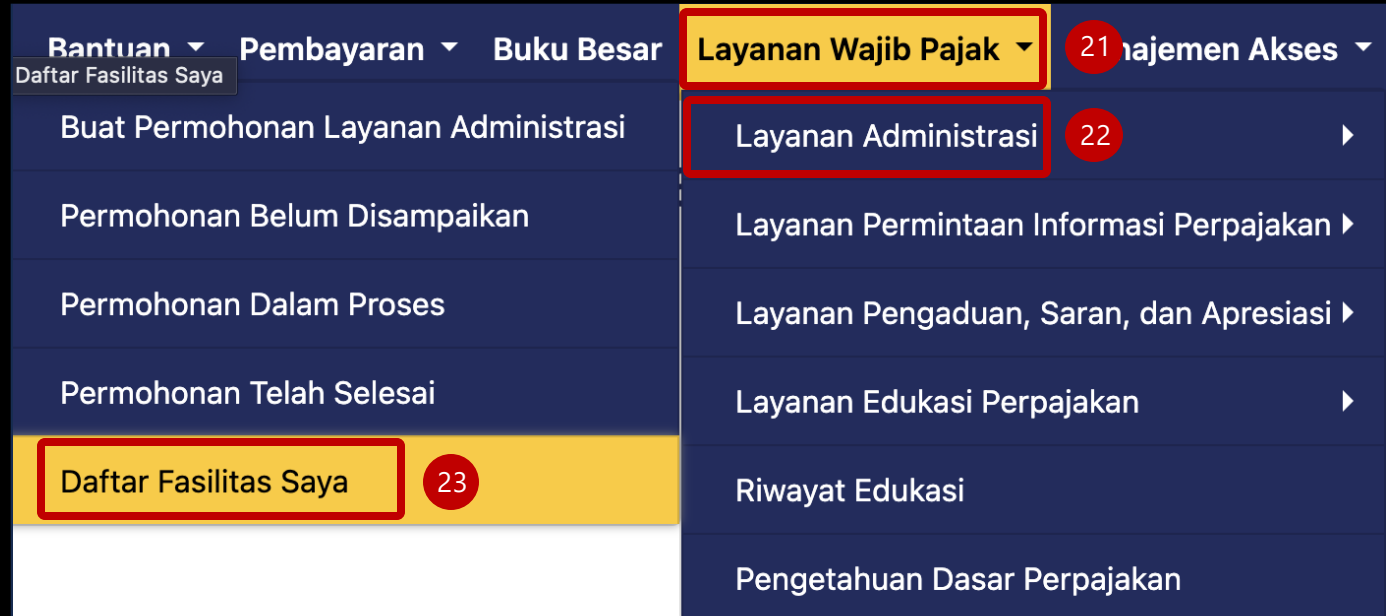 Bantuan Pembayaran Buku Besar Layanan Wajib Pajak 21 najemen Akses
Daftar Fasilitas Saya
Buat Permohonan Layanan Administrasi
Permohonan Belum Disampaikan
Permohonan Dalam Proses
Permohonan Telah Selesai
Daftar Fasilitas Saya 23
Layanan Administrasi 22
Layanan Permintaan Informasi Perpajakan
Layanan Pengaduan, Saran, dan Apresiasi
Layanan Edukasi Perpajakan
Riwayat Edukasi
Pengetahuan Dasar Perpajakan